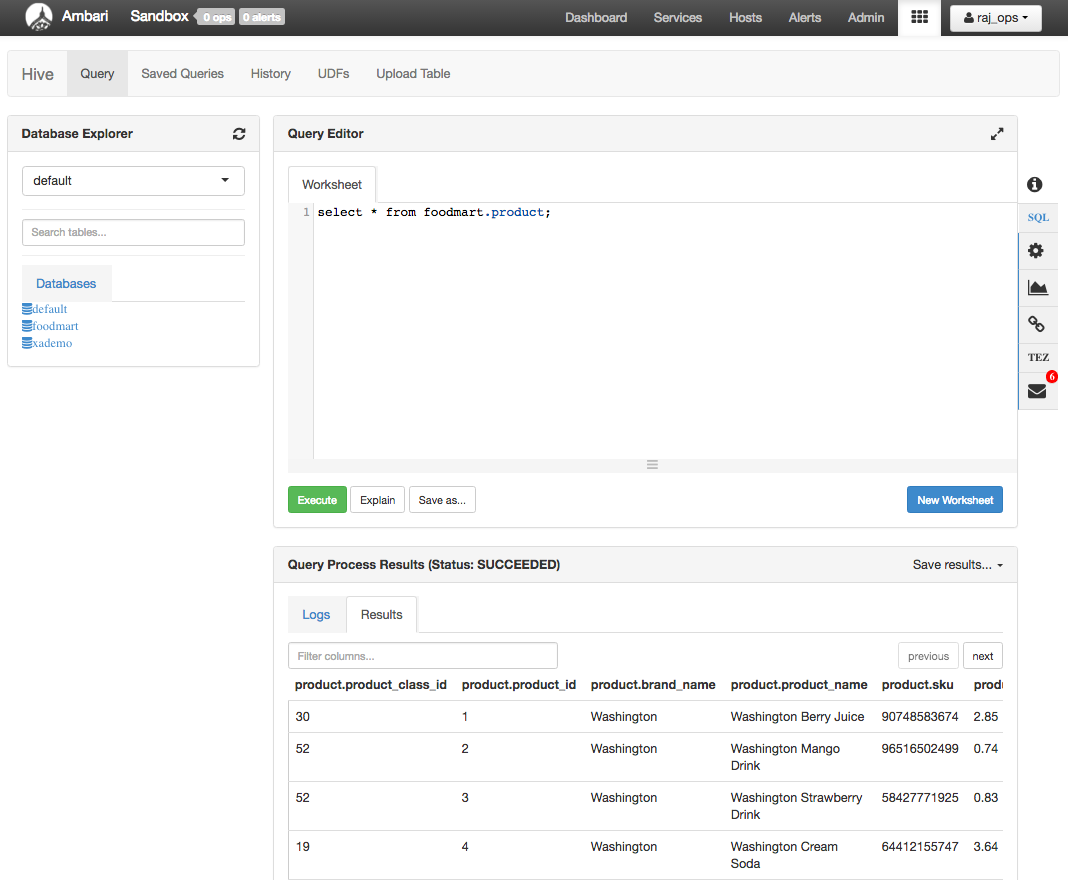 Ambari Sandbox 0 ops 0 alerts Dashboard Services Hosts Alerts Admin raj_ops
Hive Query Saved Queries History UDFs Upload Table
Database Explorer
default
Search tables...
Databases
default
foodmart
xademo
Query Editor
Worksheet
1 select * from foodmart.product;
Execute Explain Save as... New Worksheet
SQL
TEZ
6
Query Process Results (Status: SUCCEEDED) Save results...
Logs Results
Filter columns... previous next
product.product_class_id product.product_id product.brand_name product.product_name product.sku produ
30 1 Washington Washington Berry Juice 90748583674 2.85
52 2 Washington Washington Mango
Drink 96516502499 0.74
52 3 Washington Washington Strawberry
Drink 58427771925 0.83
19 4 Washington Washington Cream
Soda 64412155747 3.64